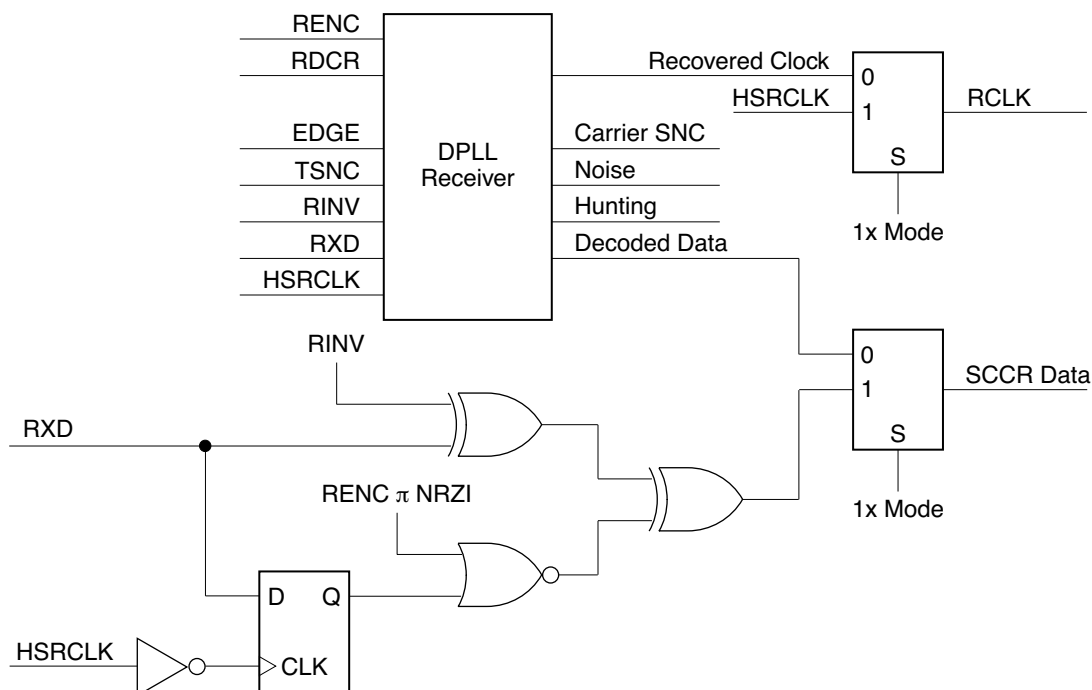 RENC
RDCR
EDGE
TSNC
RINV
RXD
HSRCLK
DPLL
Receiver
Recovered Clock
HSRCLK
Carrier SNC
Noise
Hunting
Decoded Data
0
1
S
RCLK
1x Mode
RINV
RXD
RENC π NRZI
0
1
S
SCCR Data
1x Mode
D
Q
CLK
HSRCLK